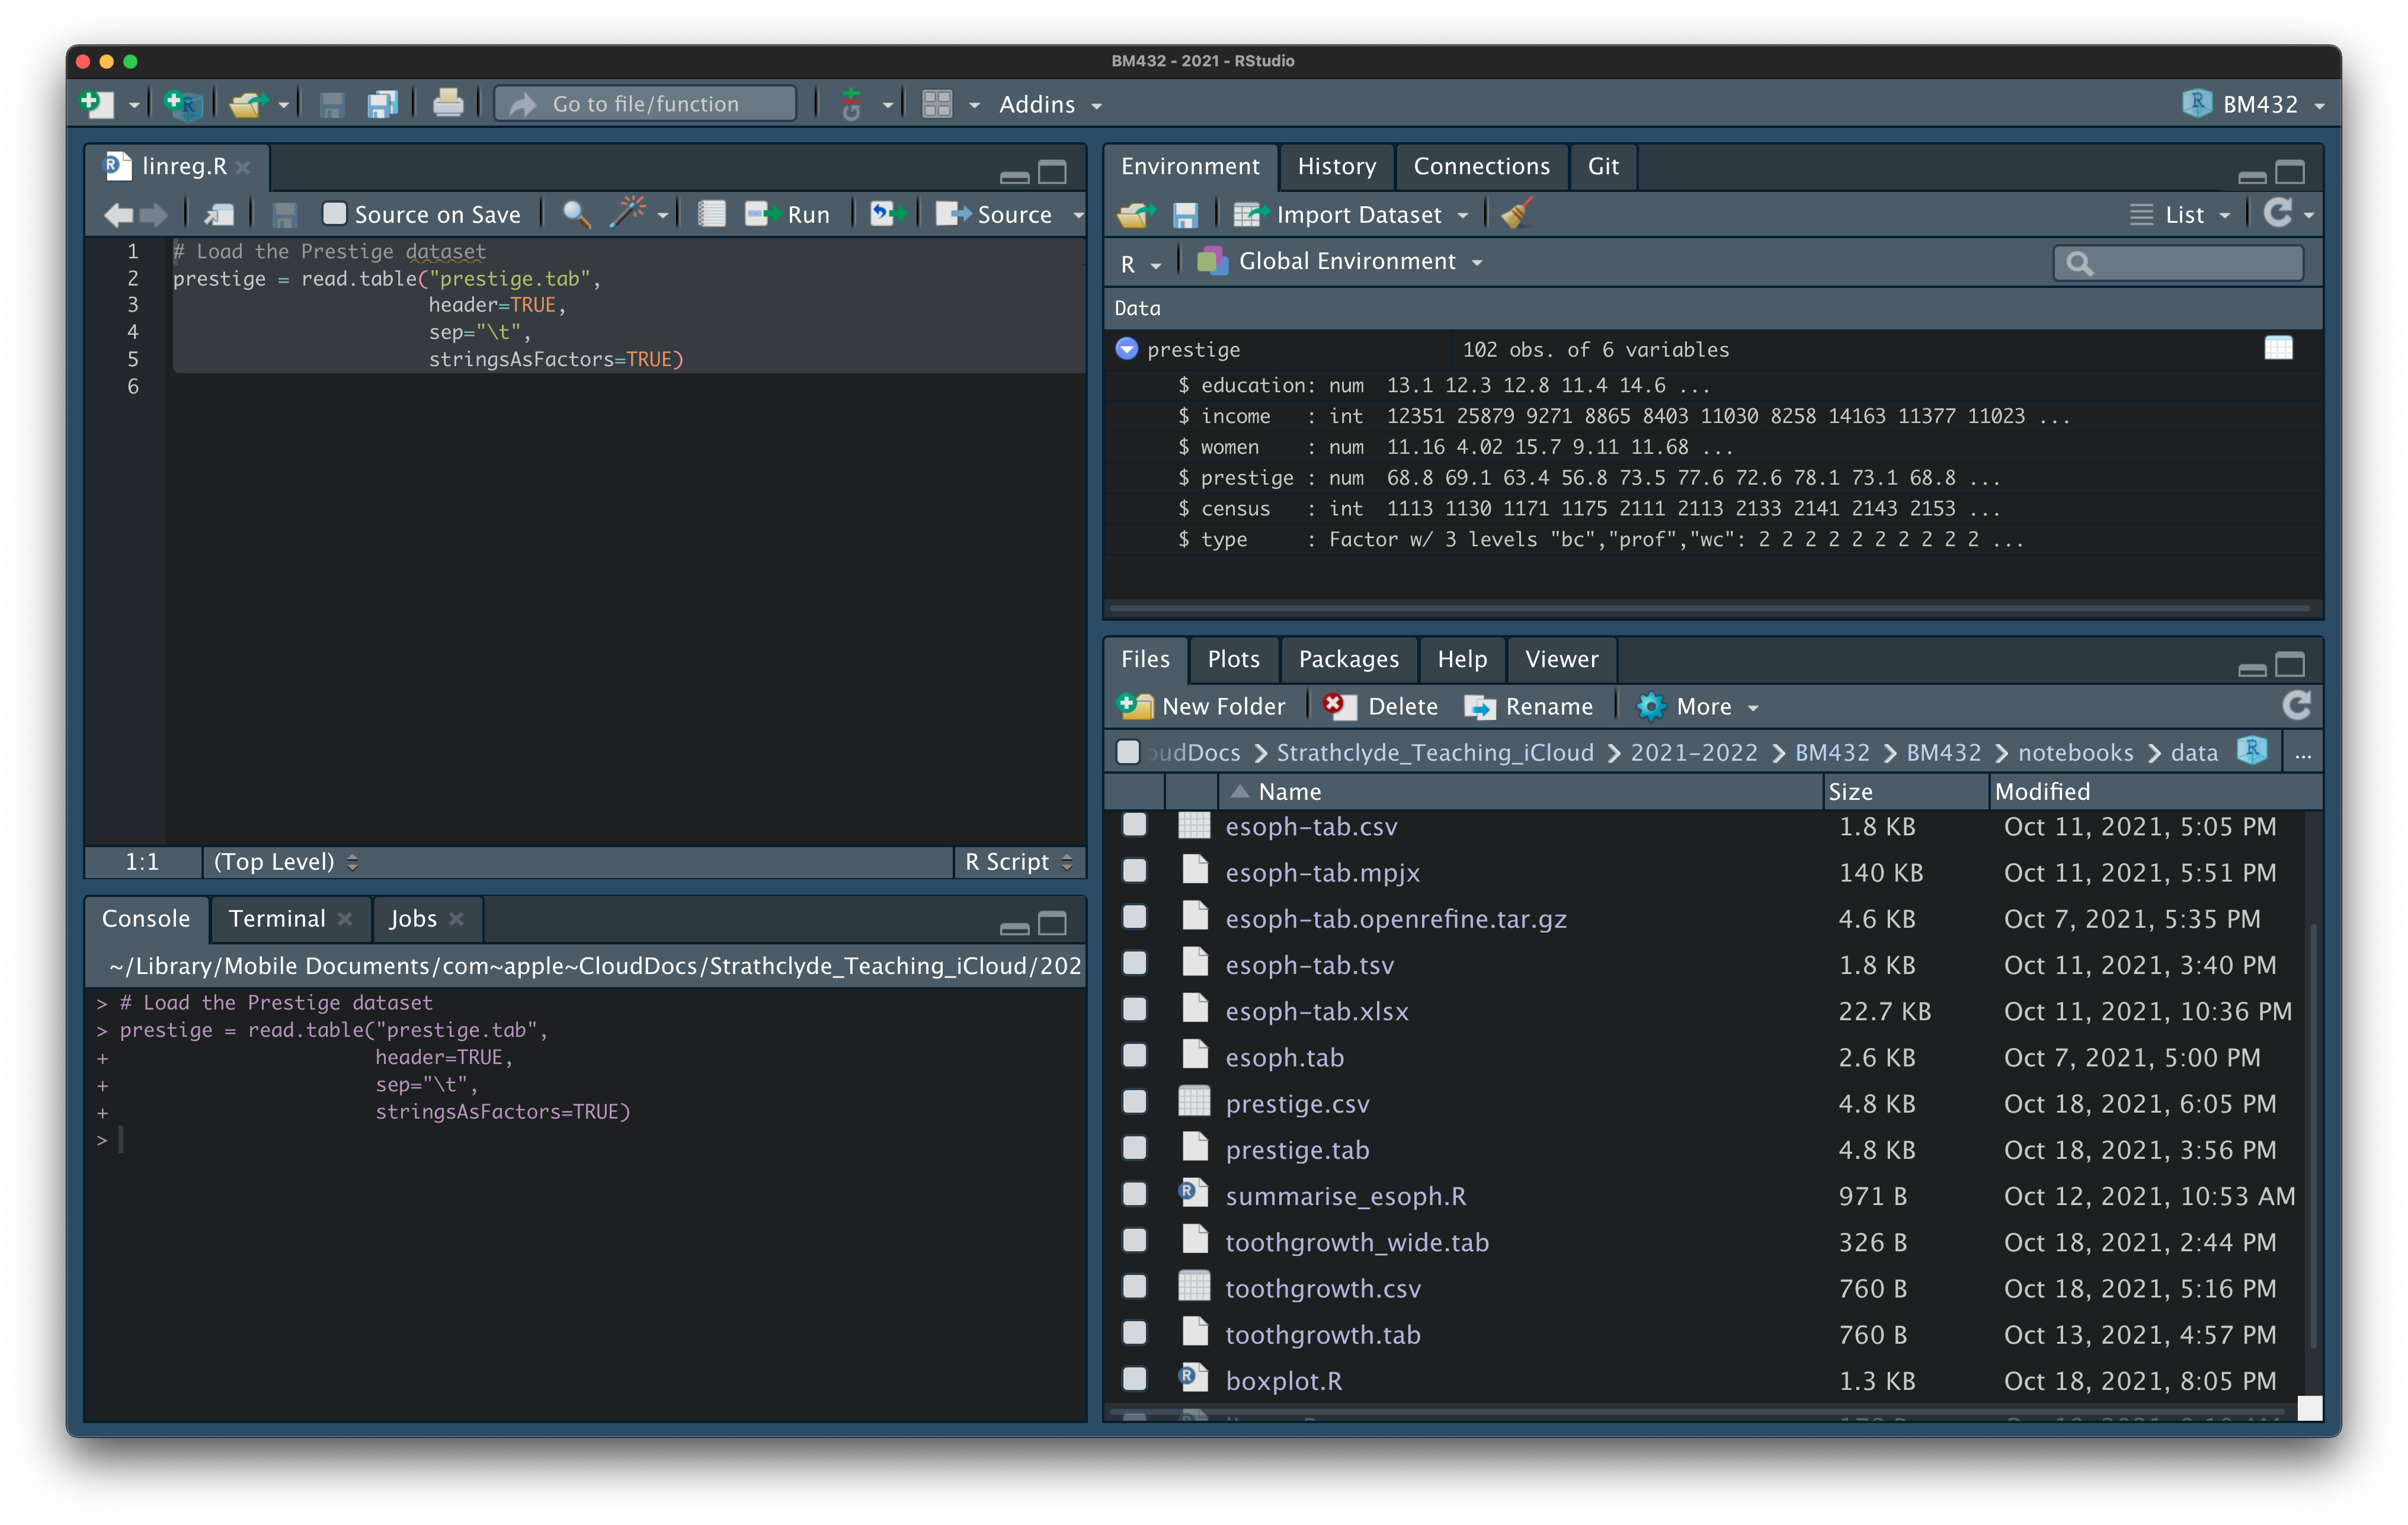 BM432 - 2021 - RStudio
Go to file/function
Addins
BM432
linreg.R
Source on Save
Run
Source
1 # Load the Prestige dataset
2 prestige = read.table("prestige.tab",
3 header=TRUE,
4 sep="\t",
5 stringsAsFactors=TRUE)
6
1:1 (Top Level) R Script
Console Terminal Jobs
~/Library/Mobile Documents/com~apple~CloudDocs/Strathclyde_Teaching_iCloud/202
> # Load the Prestige dataset
> prestige = read.table("prestige.tab",
+ header=TRUE,
+ sep="\t",
+ stringsAsFactors=TRUE)
>
Environment History Connections Git
Import Dataset List
R Global Environment
Data
prestige 102 obs. of 6 variables
$ education: num 13.1 12.3 12.8 11.4 14.6 ...
$ income : int 12351 25879 9271 8865 8403 11030 8258 14163 11377 11023 ...
$ women : num 11.16 4.02 15.7 9.11 11.68 ...
$ prestige : num 68.8 69.1 63.4 56.8 73.5 77.6 72.6 78.1 73.1 68.8 ...
$ census : int 1113 1130 1171 1175 2111 2113 2133 2141 2143 2153 ...
$ type : Factor w/ 3 levels "bc","prof","wc": 2 2 2 2 2 2 2 2 2 2 ...
Files Plots Packages Help Viewer
New Folder Delete Rename More
oudDocs > Strathclyde_Teaching_iCloud > 2021-2022 > BM432 > BM432 > notebooks > data ...
Name Size Modified
esoph-tab.csv 1.8 KB Oct 11, 2021, 5:05 PM
esoph-tab.mpjx 140 KB Oct 11, 2021, 5:51 PM
esoph-tab.openrefine.tar.gz 4.6 KB Oct 7, 2021, 5:35 PM
esoph-tab.tsv 1.8 KB Oct 11, 2021, 3:40 PM
esoph-tab.xlsx 22.7 KB Oct 11, 2021, 10:36 PM
esoph.tab 2.6 KB Oct 7, 2021, 5:00 PM
prestige.csv 4.8 KB Oct 18, 2021, 6:05 PM
prestige.tab 4.8 KB Oct 18, 2021, 3:56 PM
summarise_esoph.R 971 B Oct 12, 2021, 10:53 AM
toothgrowth_wide.tab 326 B Oct 18, 2021, 2:44 PM
toothgrowth.csv 760 B Oct 18, 2021, 5:16 PM
toothgrowth.tab 760 B Oct 13, 2021, 4:57 PM
boxplot.R 1.3 KB Oct 18, 2021, 8:05 PM